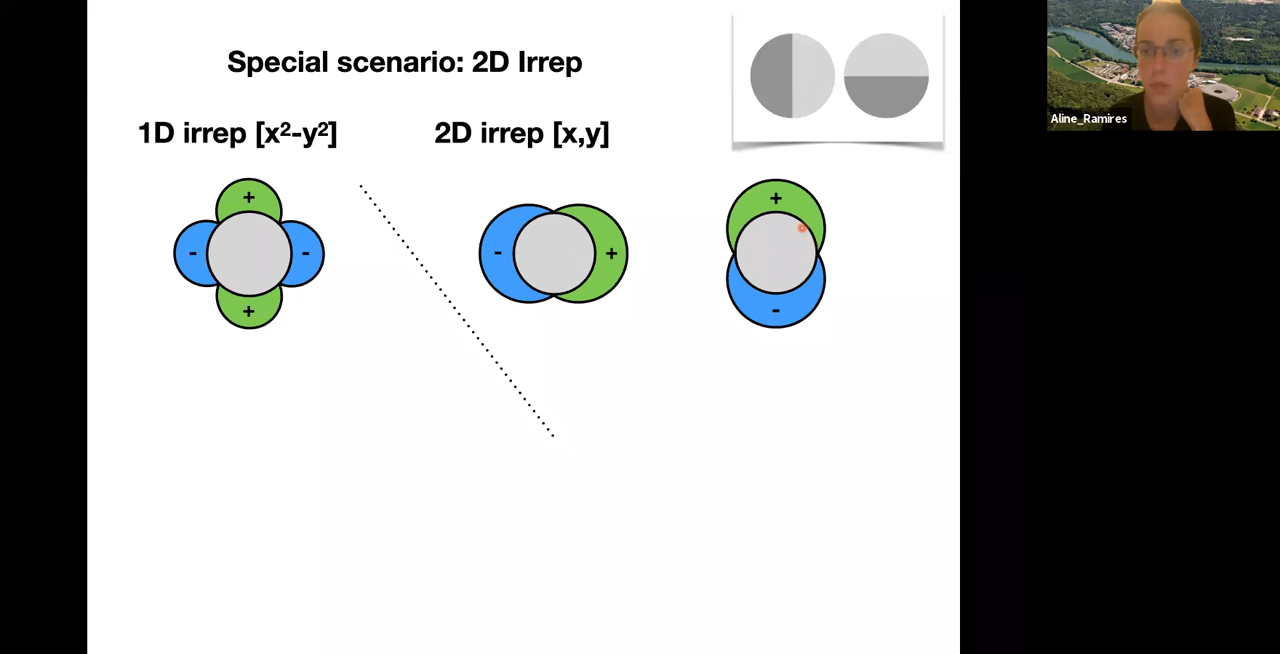 Special scenario: 2D Irrep
1D irrep [x²-y²]
2D irrep [x,y]
+
- -
+
- +
+
-
Aline_Ramires